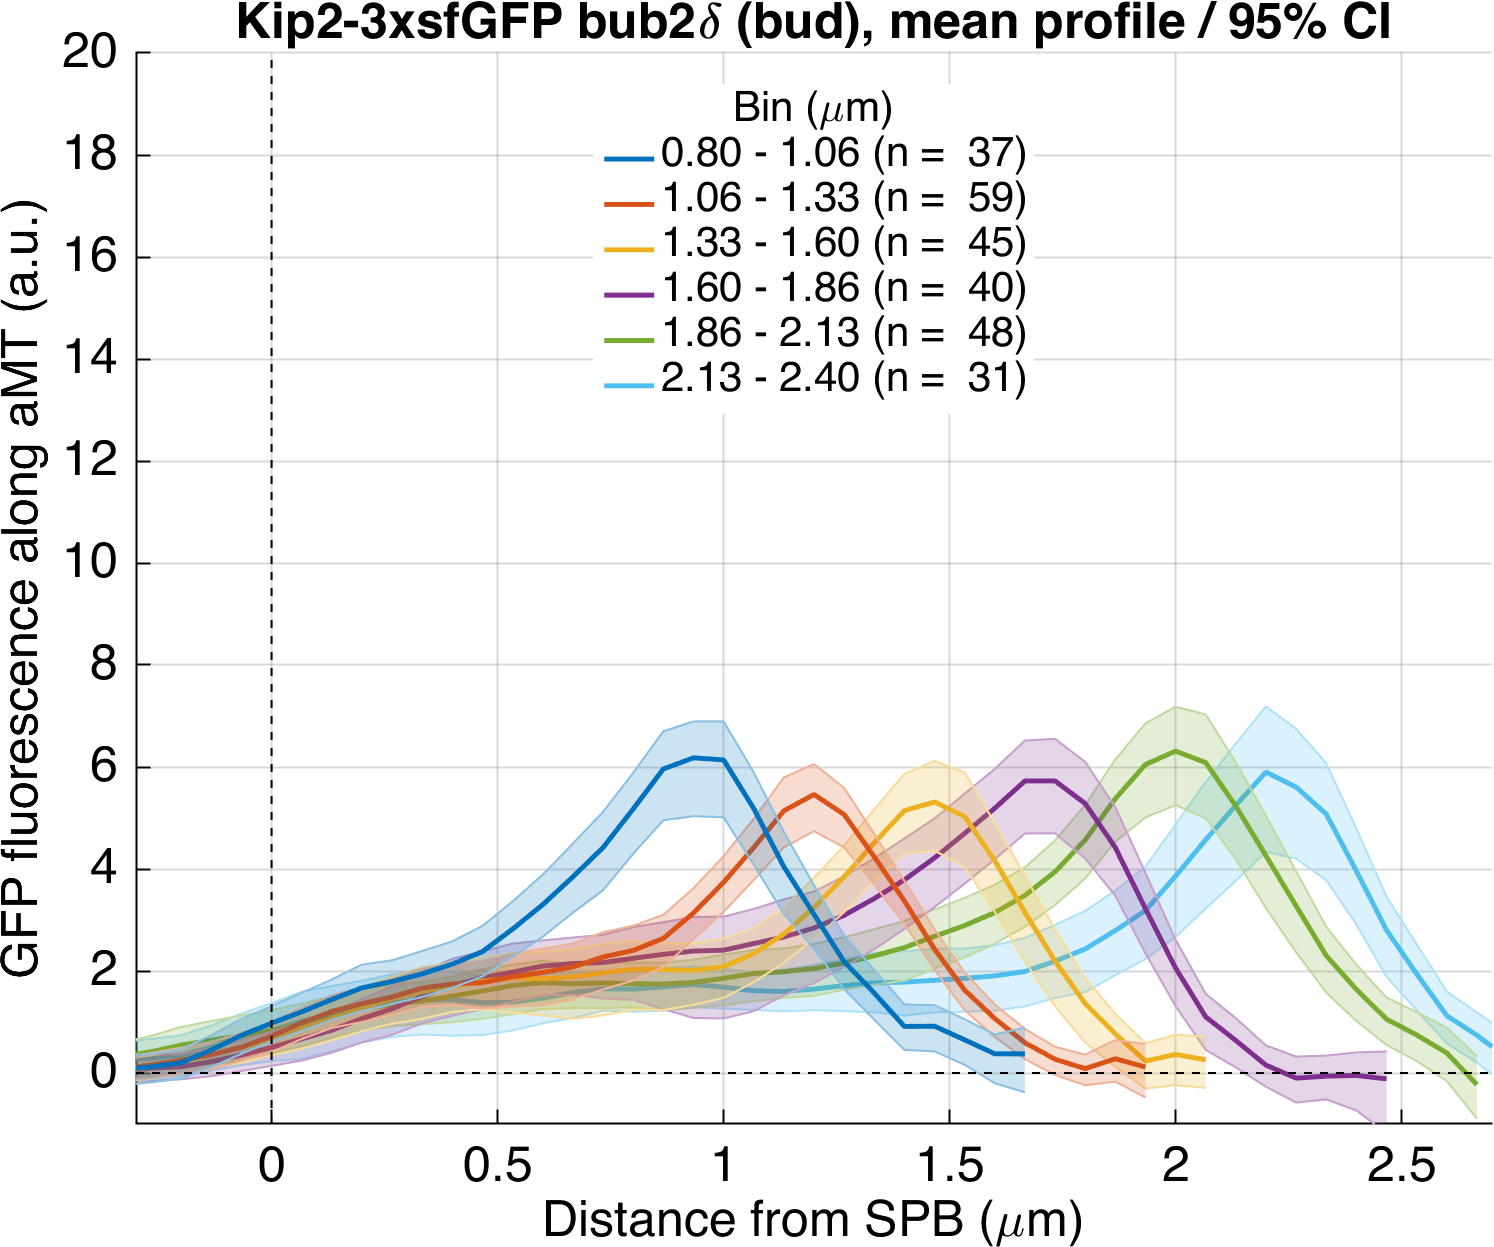 Kip2-3xsfGFP bub2δ (bud), mean profile / 95% CI
GFP fluorescence along aMT (a.u.)
20
18
16
14
12
10
8
6
4
2
0
Bin (μm)
0.80 - 1.06 (n = 37)
1.06 - 1.33 (n = 59)
1.33 - 1.60 (n = 45)
1.60 - 1.86 (n = 40)
1.86 - 2.13 (n = 48)
2.13 - 2.40 (n = 31)
0 0.5 1 1.5 2 2.5
Distance from SPB (μm)